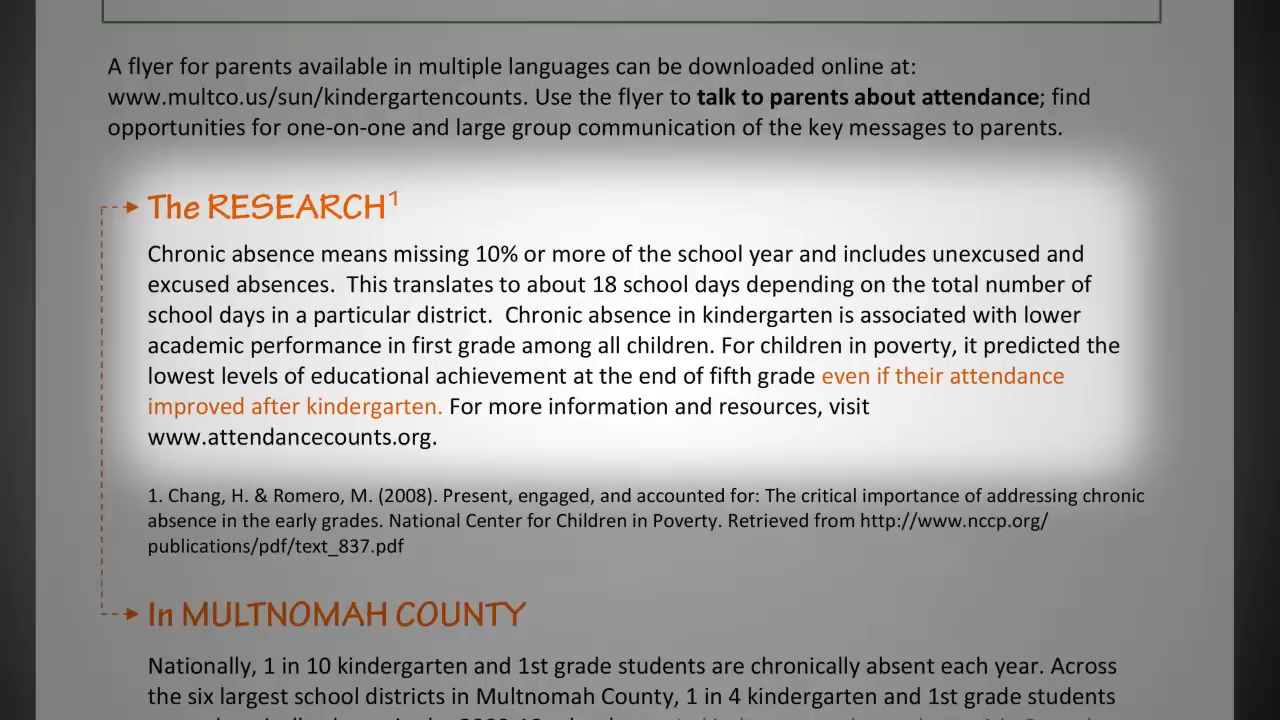 A flyer for parents available in multiple languages can be downloaded online at:
www.multco.us/sun/kindergartencounts. Use the flyer to talk to parents about attendance; find
opportunities for one-on-one and large group communication of the key messages to parents.
The RESEARCH1
Chronic absence means missing 10% or more of the school year and includes unexcused and
excused absences.  This translates to about 18 school days depending on the total number of
school days in a particular district.  Chronic absence in kindergarten is associated with lower
academic performance in first grade among all children. For children in poverty, it predicted the
lowest levels of educational achievement at the end of fifth grade even if their attendance
improved after kindergarten. For more information and resources, visit
www.attendancecounts.org.
1. Chang, H. & Romero, M. (2008). Present, engaged, and accounted for: The critical importance of addressing chronic
absence in the early grades. National Center for Children in Poverty. Retrieved from http://www.nccp.org/
publications/pdf/text_837.pdf
In MULTNOMAH COUNTY
Nationally, 1 in 10 kindergarten and 1st grade students are chronically absent each year. Across
the six largest school districts in Multnomah County, 1 in 4 kindergarten and 1st grade students